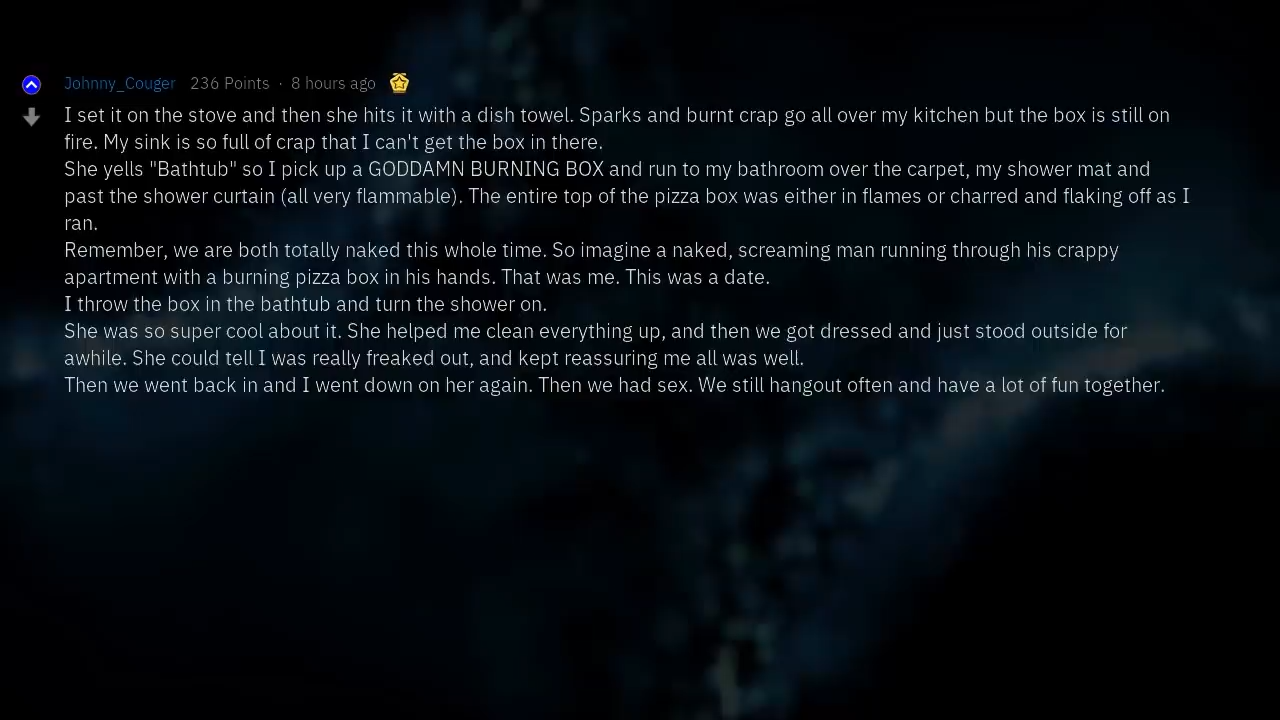 Johnny_Couger 236 Points · 8 hours ago
I set it on the stove and then she hits it with a dish towel. Sparks and burnt crap go all over my kitchen but the box is still on
fire. My sink is so full of crap that I can't get the box in there.
She yells "Bathtub" so I pick up a GODDAMN BURNING BOX and run to my bathroom over the carpet, my shower mat and
past the shower curtain (all very flammable). The entire top of the pizza box was either in flames or charred and flaking off as I
ran.
Remember, we are both totally naked this whole time. So imagine a naked, screaming man running through his crappy
apartment with a burning pizza box in his hands. That was me. This was a date.
I throw the box in the bathtub and turn the shower on.
She was so super cool about it. She helped me clean everything up, and then we got dressed and just stood outside for
awhile. She could tell I was really freaked out, and kept reassuring me all was well.
Then we went back in and I went down on her again. Then we had sex. We still hangout often and have a lot of fun together.